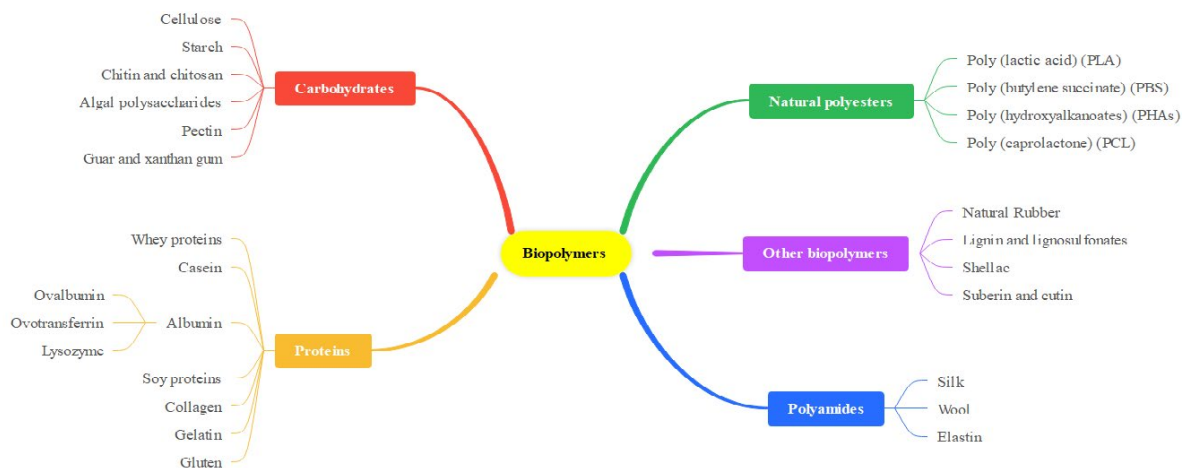 Biopolymers
Carbohydrates
Cellulose
Starch
Chitin and chitosan
Algal polysaccharides
Pectin
Guar and xanthan gum
Proteins
Whey proteins
Casein
Albumin
Ovalbumin
Ovotransferrin
Lysozyme
Soy proteins
Collagen
Gelatin
Gluten
Natural polyesters
Poly (lactic acid) (PLA)
Poly (butylene succinate) (PBS)
Poly (hydroxyalkanoates) (PHAs)
Poly (caprolactone) (PCL)
Other biopolymers
Natural Rubber
Lignin and lignosulfonates
Shellac
Suberin and cutin
Polyamides
Silk
Wool
Elastin